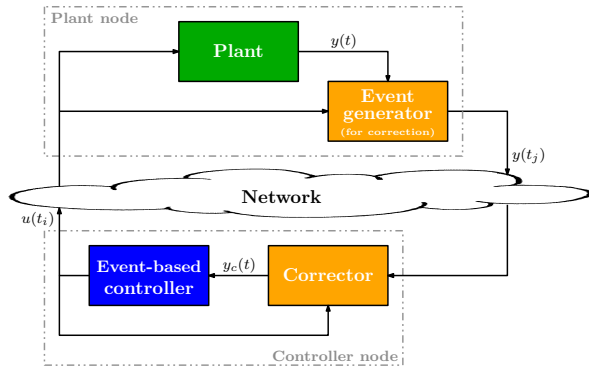 Plant node
Plant
y(t)
Event
generator
(for correction)
y(t_j)
Network
u(t_i)
Event-based
controller
y_c(t)
Corrector
Controller node